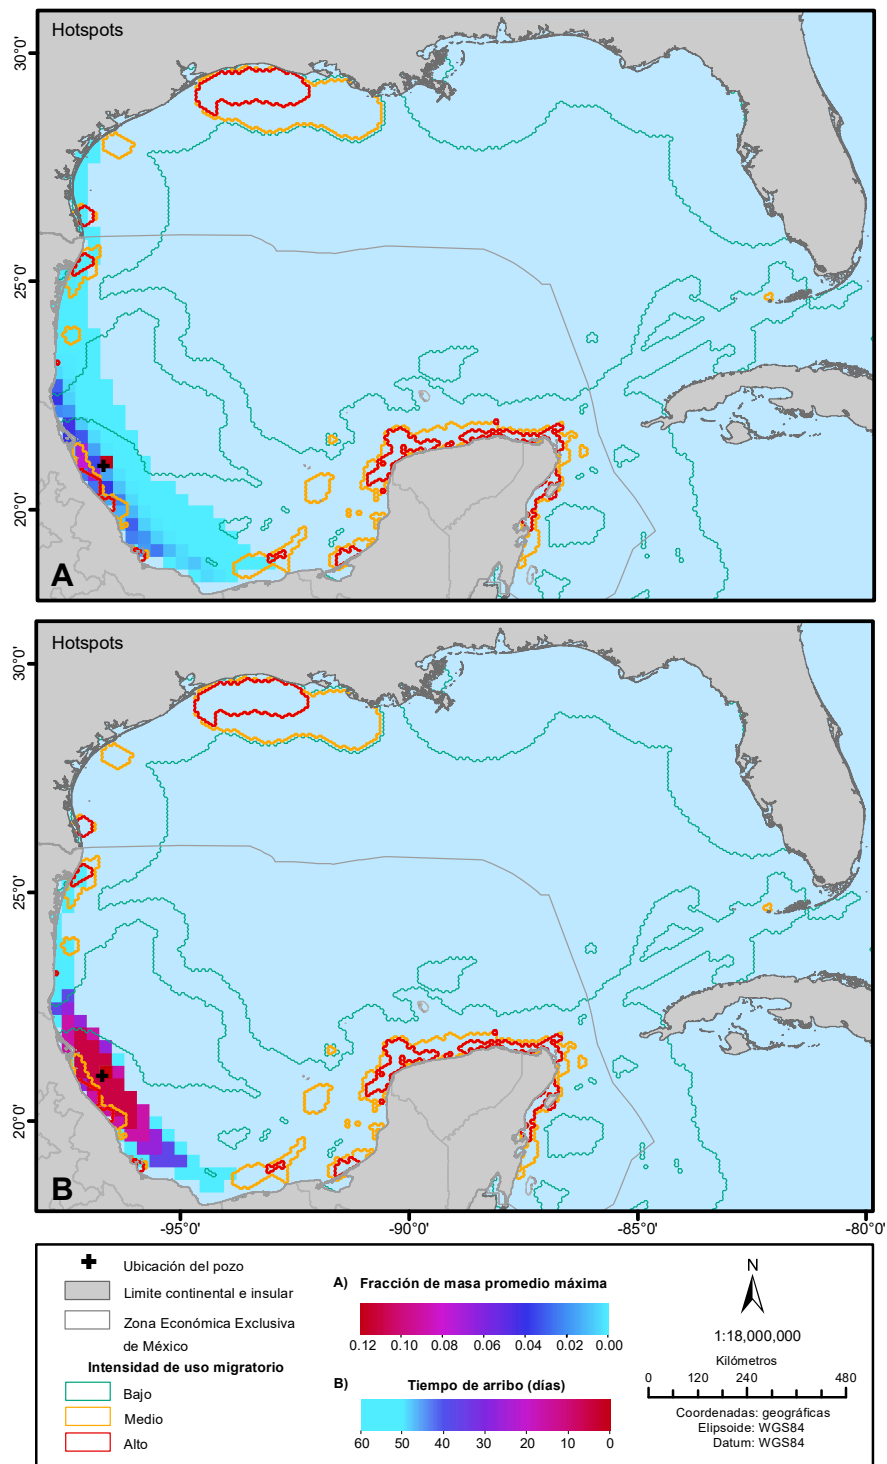 Hotspots
30°0'
25°0'
20°0'
A
Hotspots
30°0'
25°0'
20°0'
B
-95°0' -90°0' -85°0' -80°0'
Ubicación del pozo
Limite continental e insular
Zona Económica Exclusiva
de México
Intensidad de uso migratorio
Bajo
Medio
Alto
A) Fracción de masa promedio máxima
0.12 0.10 0.08 0.06 0.04 0.02 0.00
B) Tiempo de arribo (días)
60 50 40 30 20 10 0
N
1:18,000,000
Kilómetros
0 120 240 360 480
Coordenadas: geográficas
Elipsoide: WGS84
Datum: WGS84